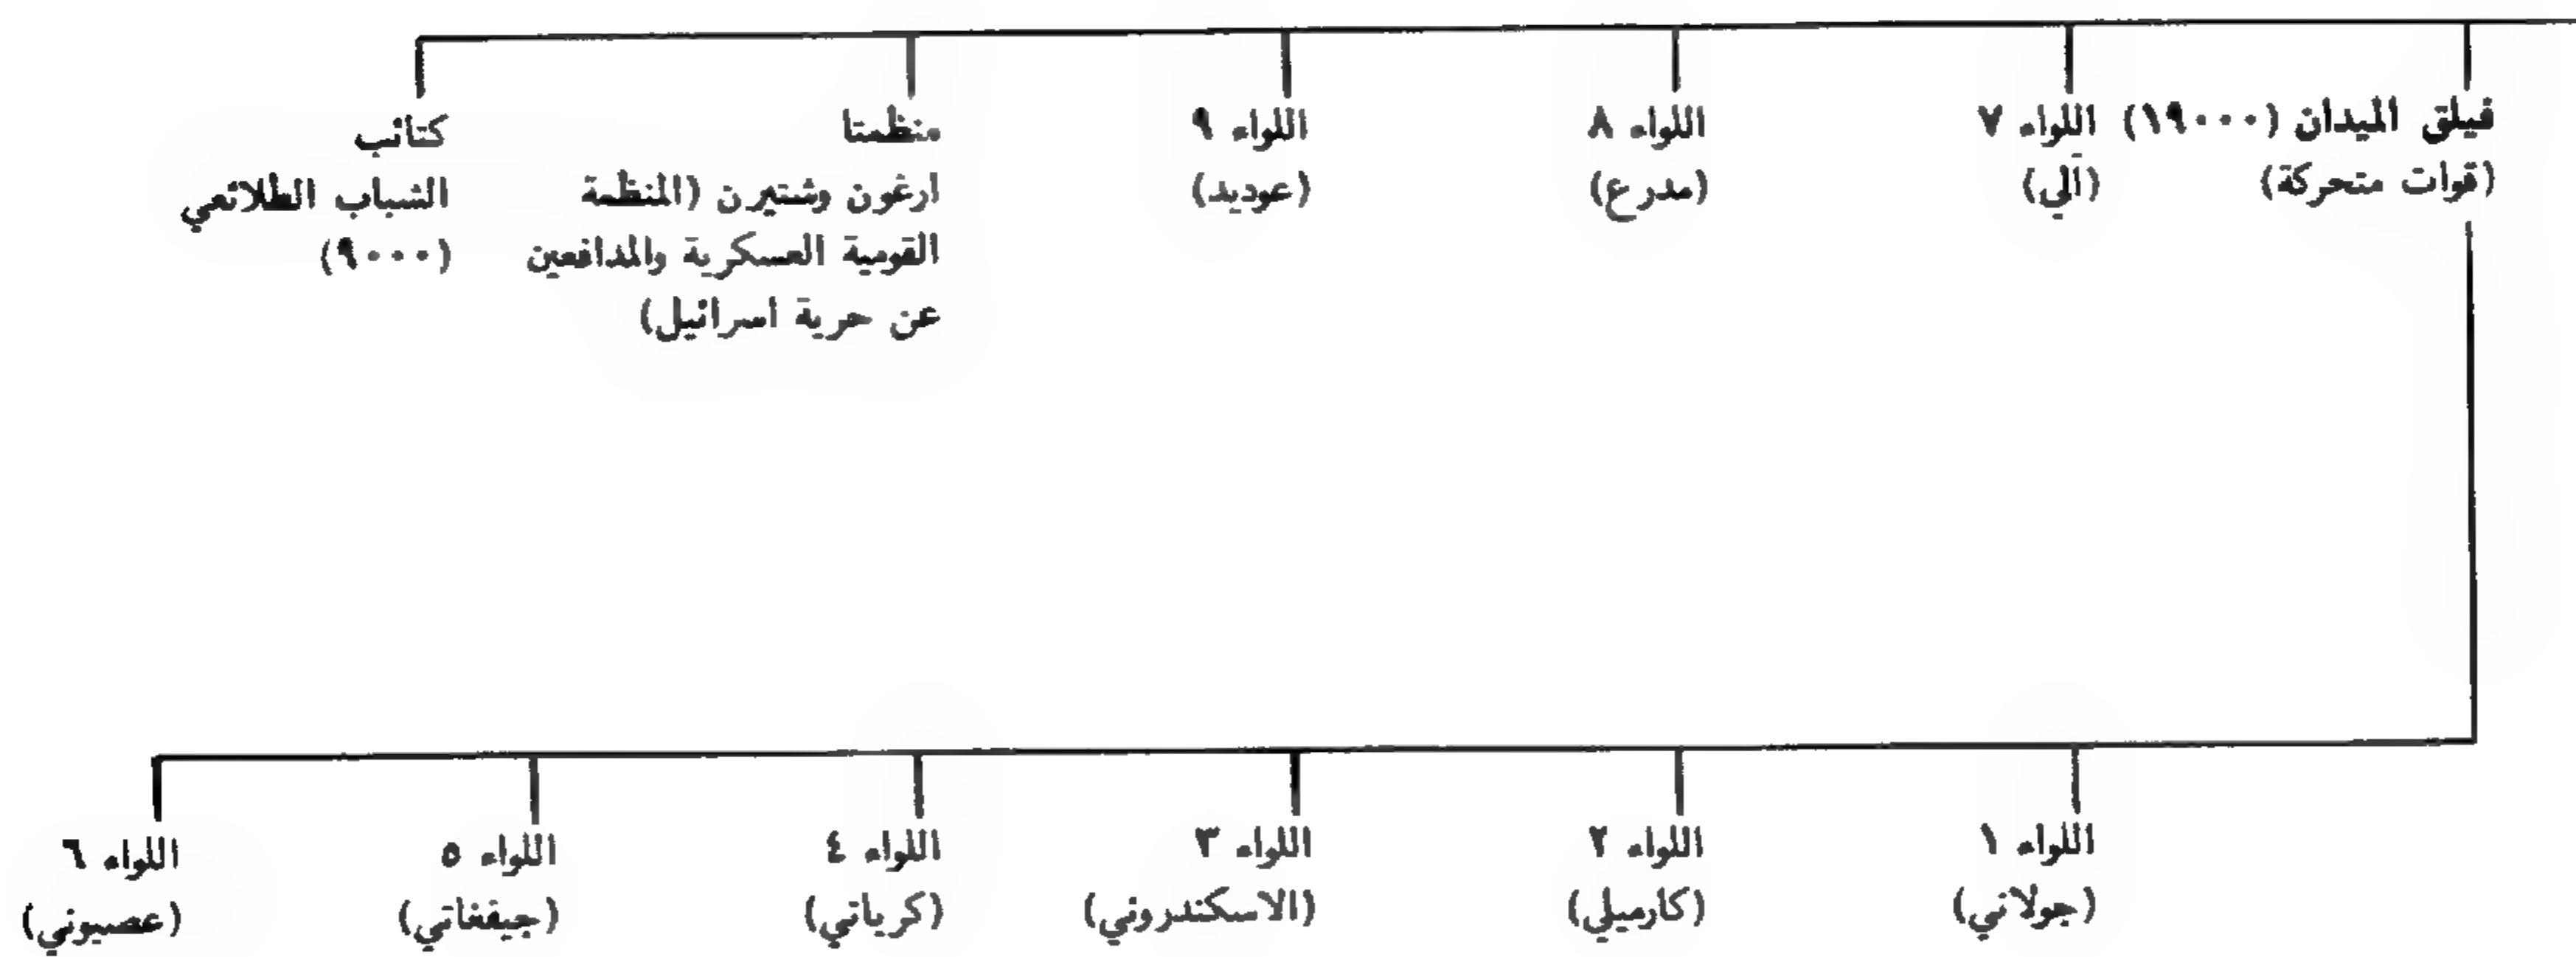 فيلق الميدان (١٩٠٠٠)
(قوات متحركة)
اللواء ٧
(آلي)
اللواء ٨
(مدرع)
اللواء ٩
(عوديد)
منظمتا
ارغون وشتيرن (المنظمة
القومية العسكرية والمدافعين
عن حرية اسرائيل)
كتائب
الشباب الطلائعي
(٩٠٠٠)
اللواء ١
(جولاني)
اللواء ٢
(كارميلي)
اللواء ٣
(الاسكندروني)
اللواء ٤
(كرياتي)
اللواء ٥
(جيفعاتي)
اللواء ٦
(عصيوني)